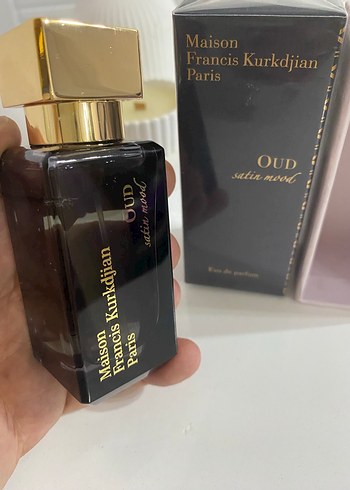 Maison
Francis Kurkdjian
Paris
OUD
satin mood
Eau de parfum
OUD
satin mood
Maison
Francis Kurkdjian
Paris